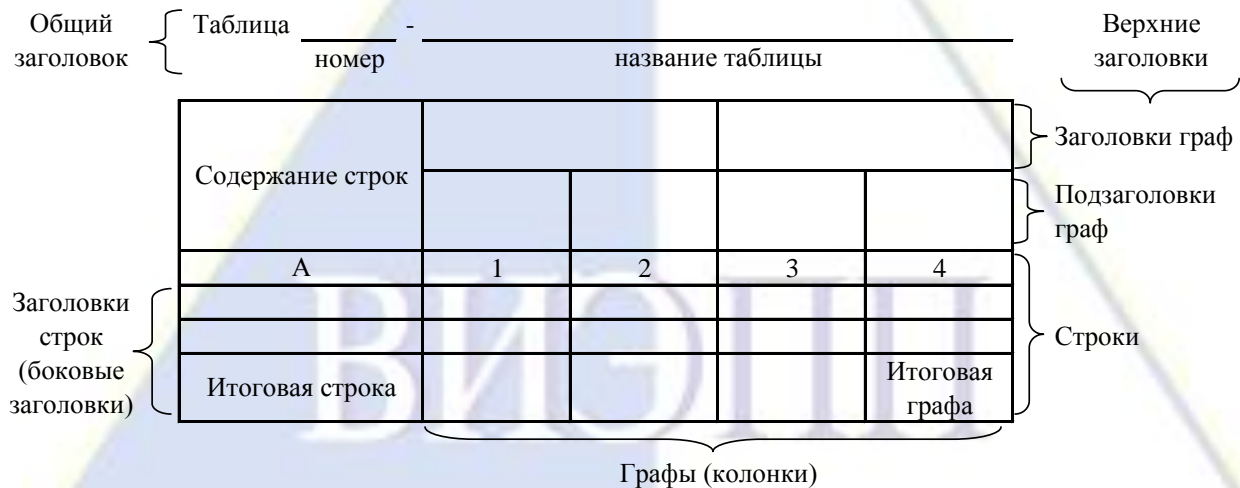 Общий
заголовок
Таблица -
номер
название таблицы
Верхние
заголовки
Содержание строк
Заголовки граф
Подзаголовки
граф
А 1 2 3 4
Заголовки
строк
(боковые
заголовки)
Строки
Итоговая строка
Итоговая
графа
Графы (колонки)
ВИЭПП